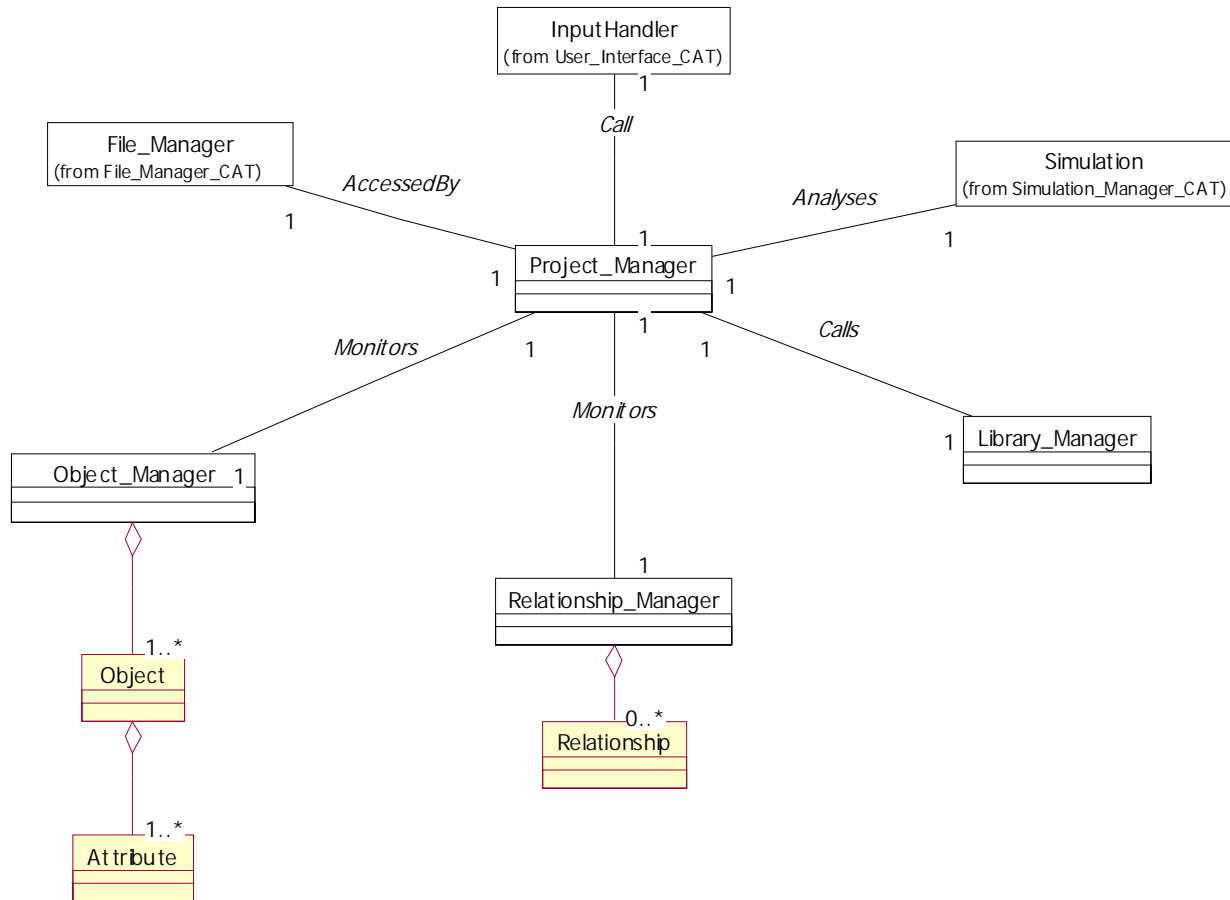 InputHandler
(from User_Interface_CAT)
1
Call
File_Manager
(from File_Manager_CAT)
Simulation
(from Simulation_Manager_CAT)
AccessedBy
Analyses
1
1
1
Project_Manager
1
1
1
1
1
Calls
Monitors
Monitors
1
Library_Manager
Object_Manager
1
1
Relationship_Manager
1..*
Object
0..*
Relationship
1..*
Attribute